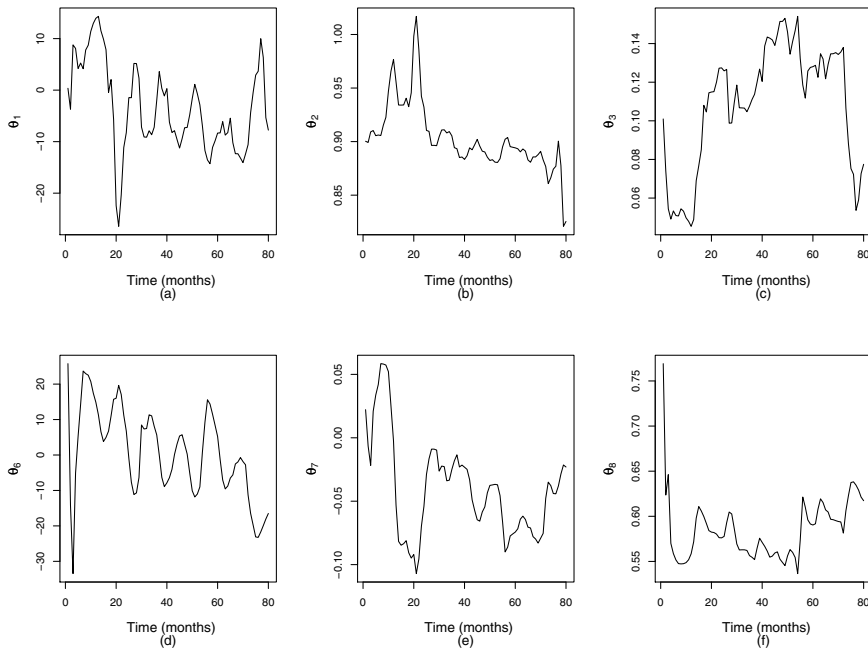 θ1
10
0
−10
−20
0 20 40 60 80
Time (months)
(a)
θ2
1.00
0.95
0.90
0.85
0 20 40 60 80
Time (months)
(b)
θ3
0.14
0.12
0.10
0.08
0.06
0 20 40 60 80
Time (months)
(c)
θ6
20
10
0
−10
−20
−30
0 20 40 60 80
Time (months)
(d)
θ7
0.05
0.00
−0.05
−0.10
0 20 40 60 80
Time (months)
(e)
θ8
0.75
0.70
0.65
0.60
0.55
0 20 40 60 80
Time (months)
(f)